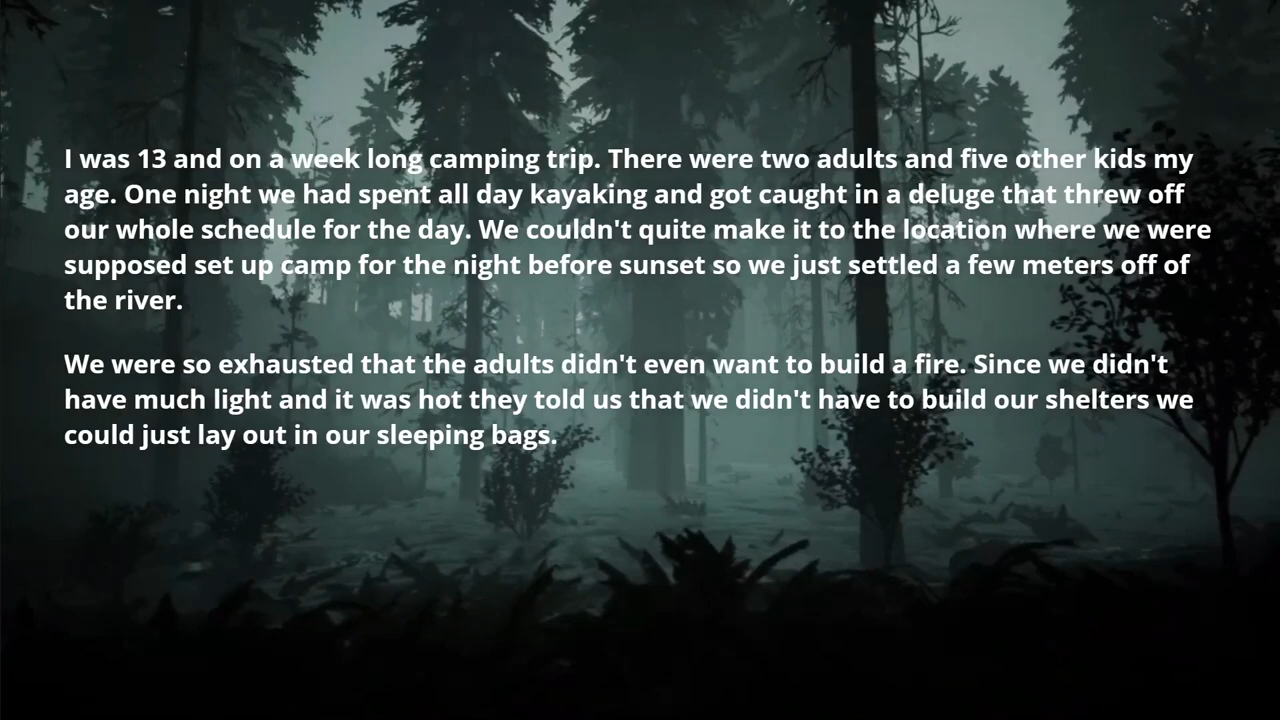 I was 13 and on a week long camping trip. There were two adults and five other kids my
age. One night we had spent all day kayaking and got caught in a deluge that threw off
our whole schedule for the day. We couldn't quite make it to the location where we were
supposed set up camp for the night before sunset so we just settled a few meters off of
the river.
We were so exhausted that the adults didn't even want to build a fire. Since we didn't
have much light and it was hot they told us that we didn't have to build our shelters we
could just lay out in our sleeping bags.